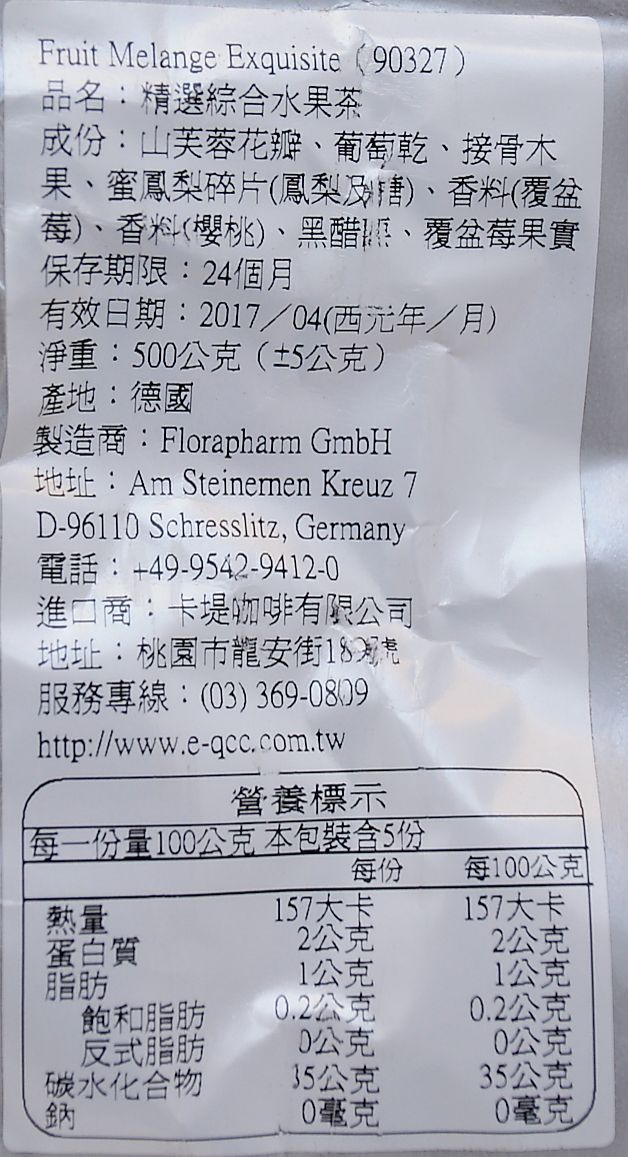 Fruit Melange Exquisite（90327）
品名：精選綜合水果茶
成份：山芙蓉花瓣、葡萄乾、接骨木
果、蜜鳳梨碎片(鳳梨及糖)、香料(覆盆
莓)、香料(櫻桃)、黑醋、覆盆莓果實
保存期限：24個月
有效日期：2017／04(西元年／月)
淨重：500公克（±5公克）
產地：德國
製造商：Florapharm GmbH
地址：Am Steinernen Kreuz 7
D-96110 Schresslitz, Germany
電話：+49-9542-9412-0
進口商：卡堤咖啡有限公司
地址：桃園市龍安街
服務專線：(03) 369-0809
http://www.e-qcc.com.tw
營養標示
每一份量100公克 本包裝含5份
每份 每100公克
熱量 157大卡 157大卡
蛋白質 2公克 2公克
脂肪 1公克 1公克
飽和脂肪 0.2公克 0.2公克
反式脂肪 0公克 0公克
碳水化合物 35公克 35公克
鈉 0毫克 0毫克